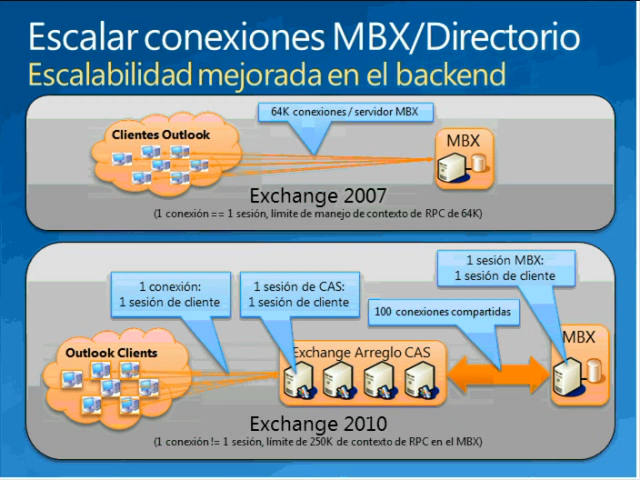 Escalar conexiones MBX/Directorio
Escalabilidad mejorada en el backend
64K conexiones / servidor MBX
Clientes Outlook
MBX
Exchange 2007
(1 conexión == 1 sesión, límite de manejo de contexto de RPC de 64K)
1 conexión:
1 sesión de cliente
1 sesión de CAS:
1 sesión de cliente
1 sesión MBX:
1 sesión de cliente
100 conexiones compartidas
MBX
Outlook Clients
Exchange Arreglo CAS
Exchange 2010
(1 conexión != 1 sesión, límite de 250K de contexto de RPC en el MBX)